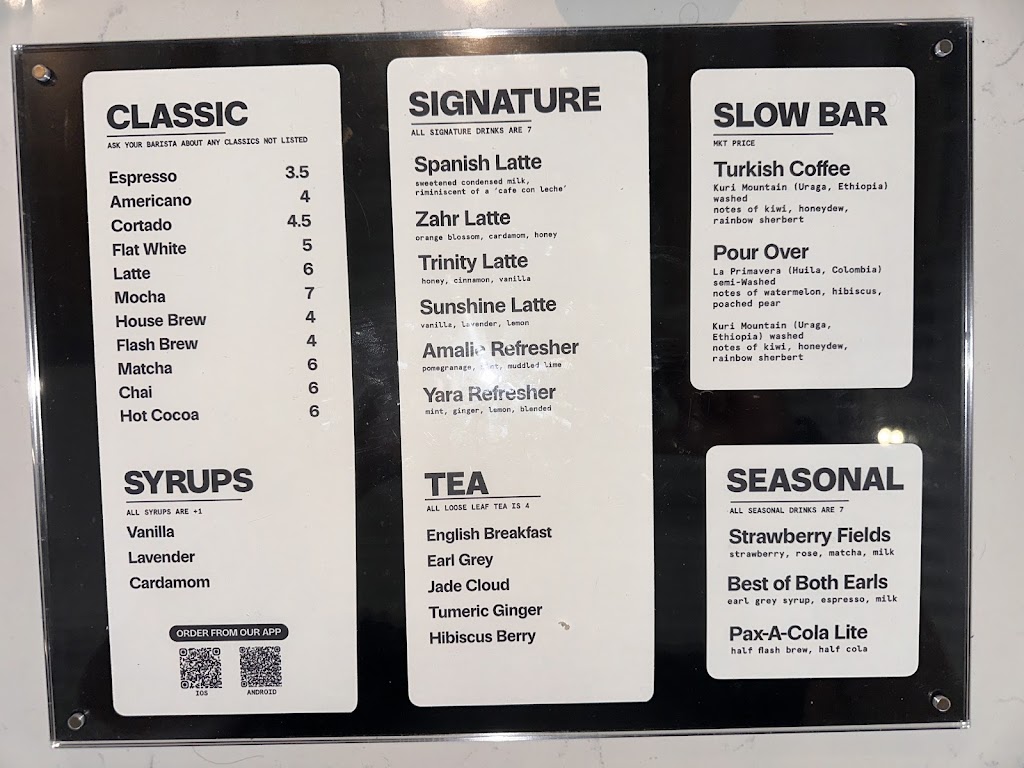 CLASSIC
ASK YOUR BARISTA ABOUT ANY CLASSICS NOT LISTED
Espresso 3.5
Americano 4
Cortado 4.5
Flat White 5
Latte 6
Mocha 7
House Brew 4
Flash Brew 4
Matcha 6
Chai 6
Hot Cocoa 6
SYRUPS
ALL SYRUPS ARE +1
Vanilla
Lavender
Cardamom
ORDER FROM OUR APP
IOS ANDROID
SIGNATURE
ALL SIGNATURE DRINKS ARE 7
Spanish Latte
sweetened condensed milk,
riminiscent of a 'cafe con leche'
Zahr Latte
orange blossom, cardamom, honey
Trinity Latte
honey, cinnamon, vanilla
Sunshine Latte
vanilla, lavender, lemon
Amalie Refresher
pomegranage, muddled lime
Yara Refresher
mint, ginger, lemon, blended
TEA
ALL LOOSE LEAF TEA IS 4
English Breakfast
Earl Grey
Jade Cloud
Tumeric Ginger
Hibiscus Berry
SLOW BAR
MKT PRICE
Turkish Coffee
Kuri Mountain (Uraga, Ethiopia)
washed
notes of kiwi, honeydew,
rainbow sherbert
Pour Over
La Primavera (Huila, Colombia)
semi-Washed
notes of watermelon, hibiscus,
poached pear
Kuri Mountain (Uraga,
Ethiopia) washed
notes of kiwi, honeydew,
rainbow sherbert
SEASONAL
ALL SEASONAL DRINKS ARE 7
Strawberry Fields
strawberry, rose, matcha, milk
Best of Both Earls
earl grey syrup, espresso, milk
Pax-A-Cola Lite
half flash brew, half cola